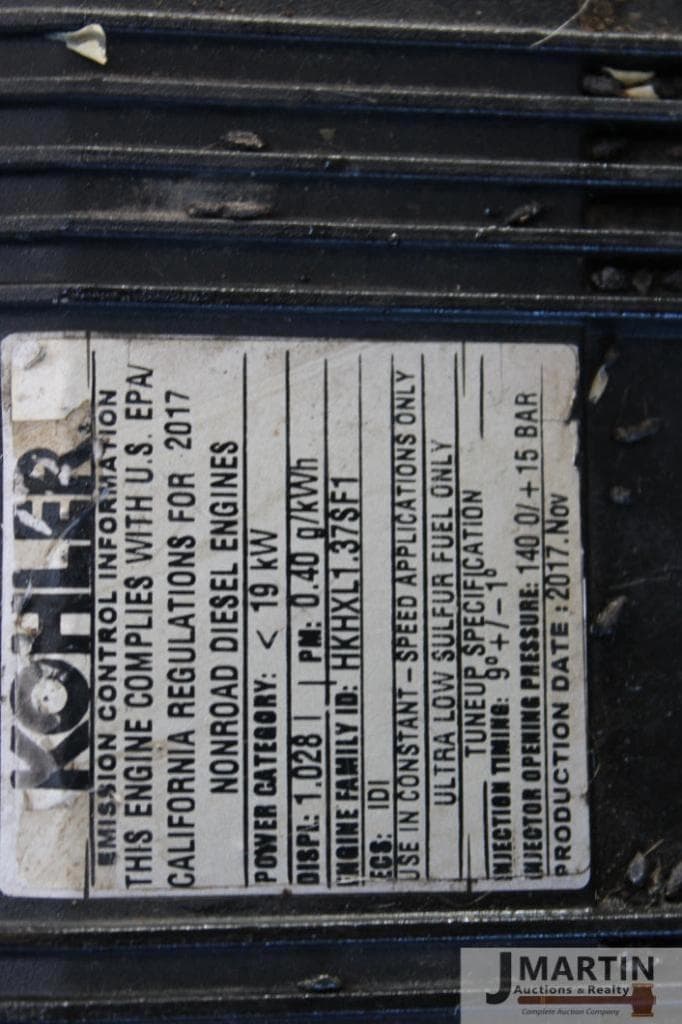 KOHLER
EMISSION CONTROL INFORMATION
THIS ENGINE COMPLIES WITH U.S. EPA/
CALIFORNIA REGULATIONS FOR 2017
NONROAD DIESEL ENGINES
POWER CATEGORY: < 19 kW
DISPL: 1.028 l | PM: 0.40 g/kWh
ENGINE FAMILY ID: HKHXL1.37SF1
ECS: IDI
USE IN CONSTANT-SPEED APPLICATIONS ONLY
ULTRA LOW SULFUR FUEL ONLY
TUNEUP SPECIFICATION
INJECTION TIMING: 9°+/-1°
INJECTOR OPENING PRESSURE: 140 0/+15 BAR
PRODUCTION DATE: 2017.Nov
J MARTIN
Auctions & Realty
Complete Auction Company